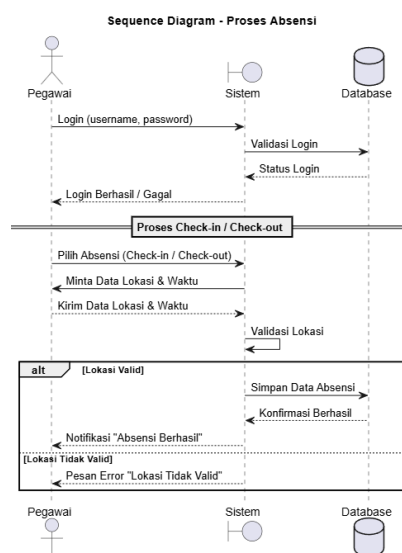 Sequence Diagram - Proses Absensi
Pegawai
Sistem
Database
Login (username, password)
Validasi Login
Status Login
Login Berhasil / Gagal
Proses Check-in / Check-out
Pilih Absensi (Check-in / Check-out)
Minta Data Lokasi & Waktu
Kirim Data Lokasi & Waktu
Validasi Lokasi
alt [Lokasi Valid]
Simpan Data Absensi
Konfirmasi Berhasil
Notifikasi "Absensi Berhasil"
[Lokasi Tidak Valid]
Pesan Error "Lokasi Tidak Valid"
Pegawai
Sistem
Database